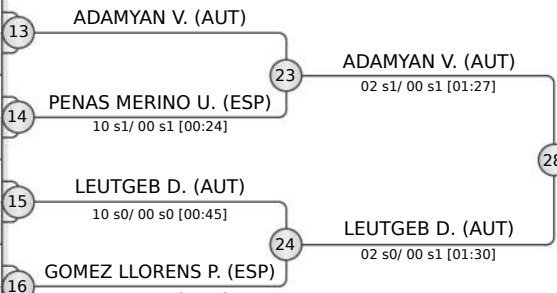 ADAMYAN V. (AUT)
13
23
ADAMYAN V. (AUT)
02 s1/ 00 s1 [01:27]
PENAS MERINO U. (ESP)
14
10 s1/ 00 s1 [00:24]
28
LEUTGEB D. (AUT)
15
10 s0/ 00 s0 [00:45]
24
LEUTGEB D. (AUT)
02 s0/ 00 s1 [01:30]
GOMEZ LLORENS P. (ESP)
16